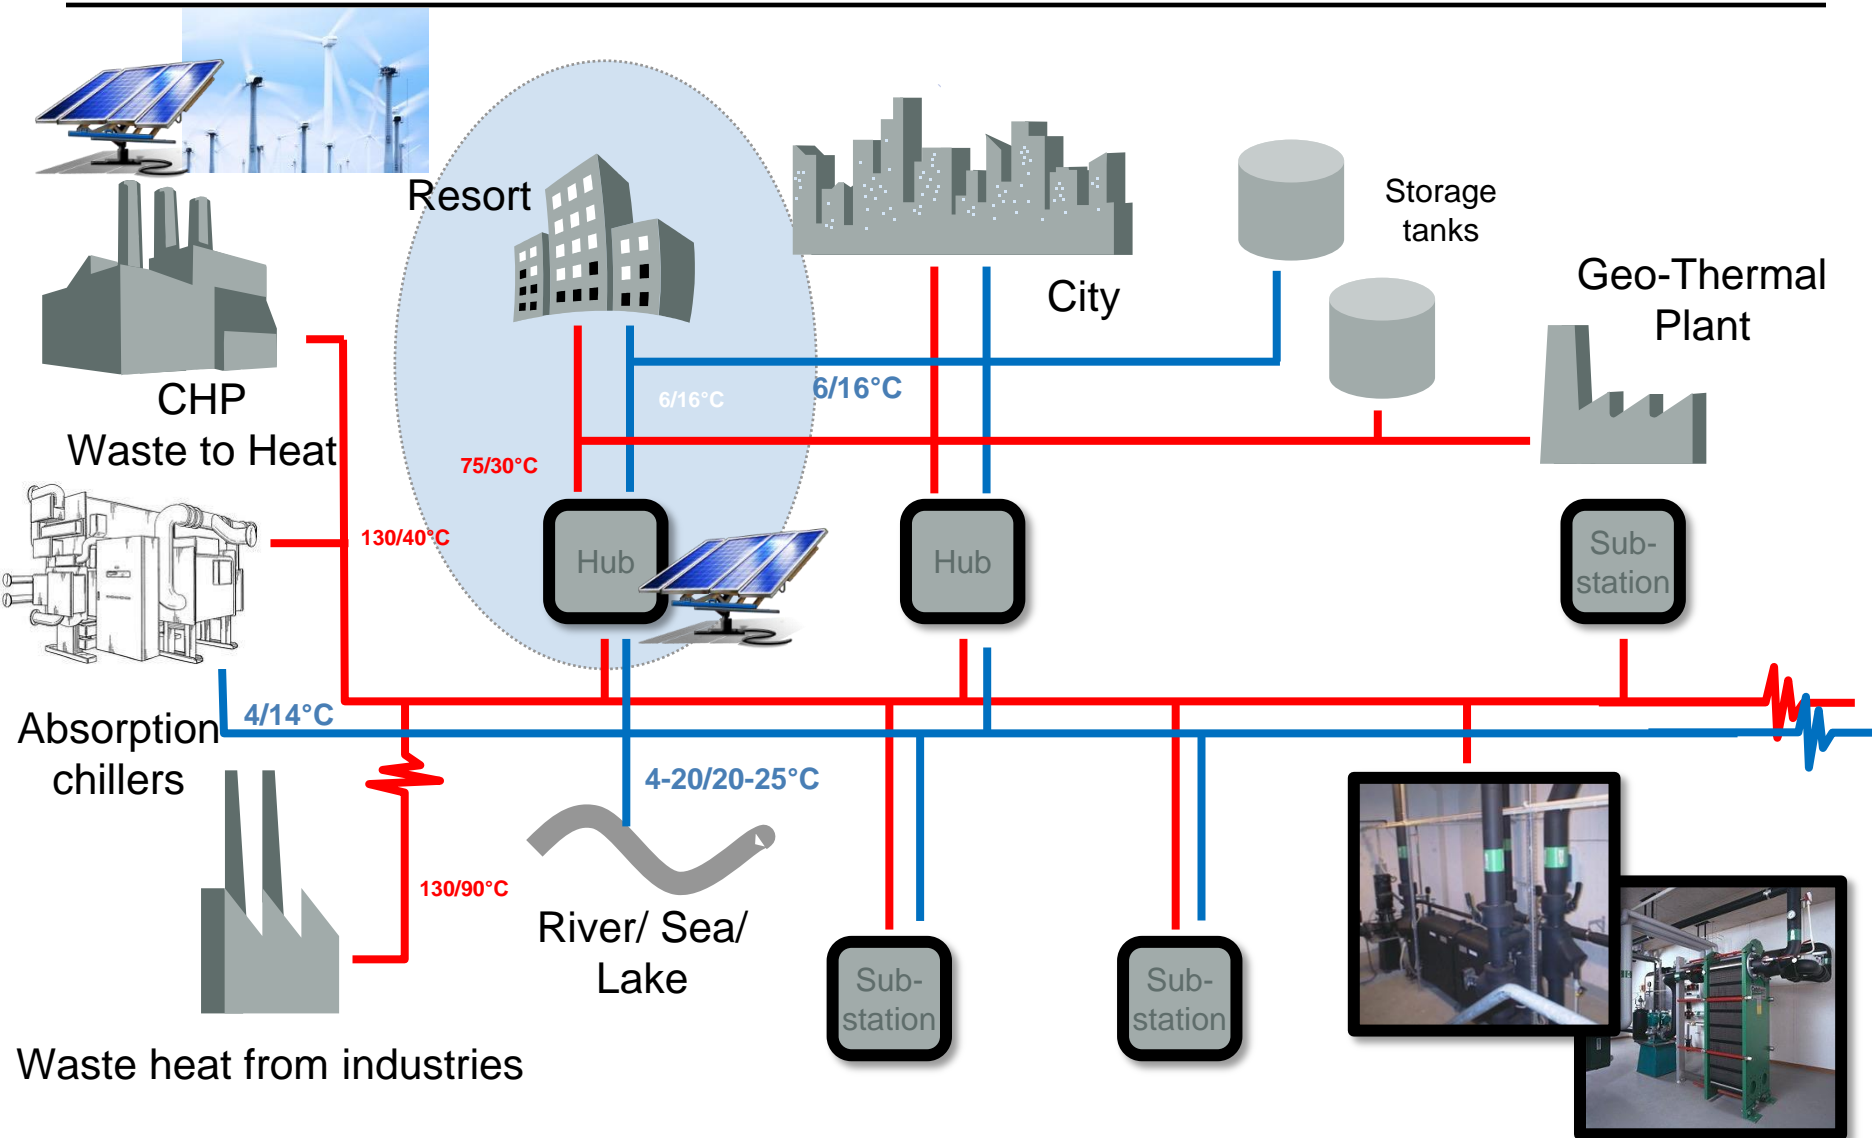 Resort
Storage
tanks
Geo-Thermal
Plant
City
CHP
Waste to Heat
6/16°C
6/16°C
75/30°C
130/40°C
Hub
Hub
Sub-
station
4/14°C
Absorption
chillers
4-20/20-25°C
130/90°C
River/ Sea/
Lake
Sub-
station
Sub-
station
Waste heat from industries